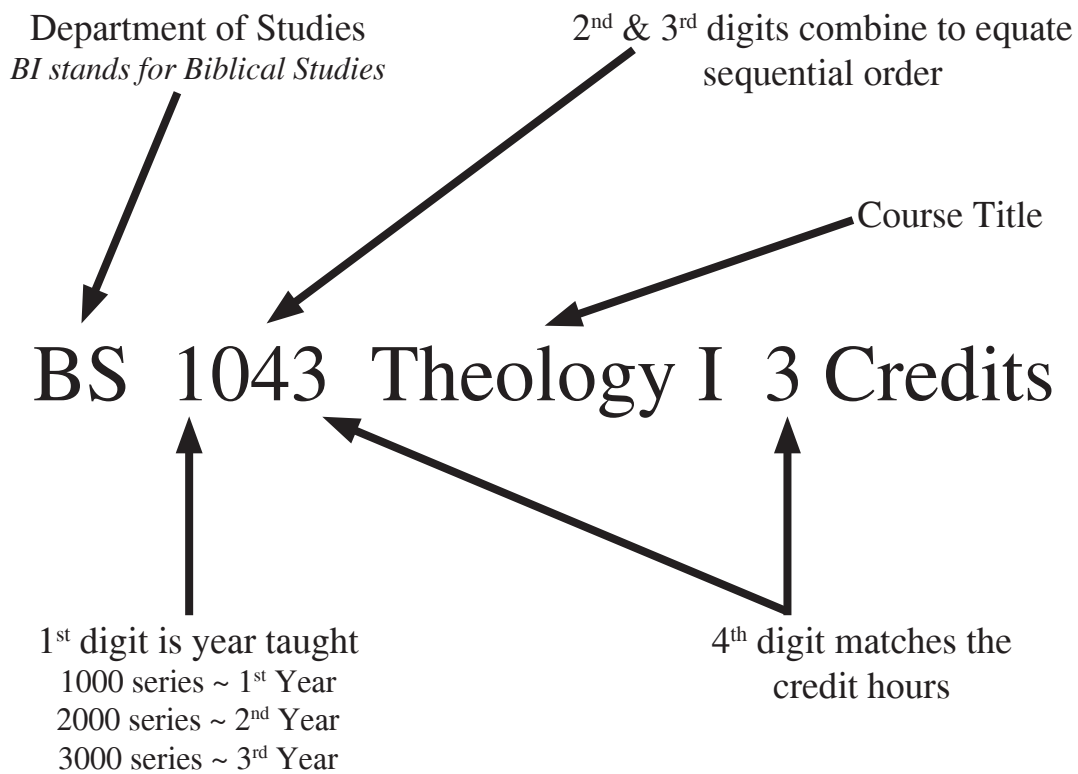 Department of Studies
BI stands for Biblical Studies
2nd & 3rd digits combine to equate
sequential order
Course Title
BS 1043 Theology I 3 Credits
1st digit is year taught
1000 series ~ 1st Year
2000 series ~ 2nd Year
3000 series ~ 3rd Year
4th digit matches the
credit hours